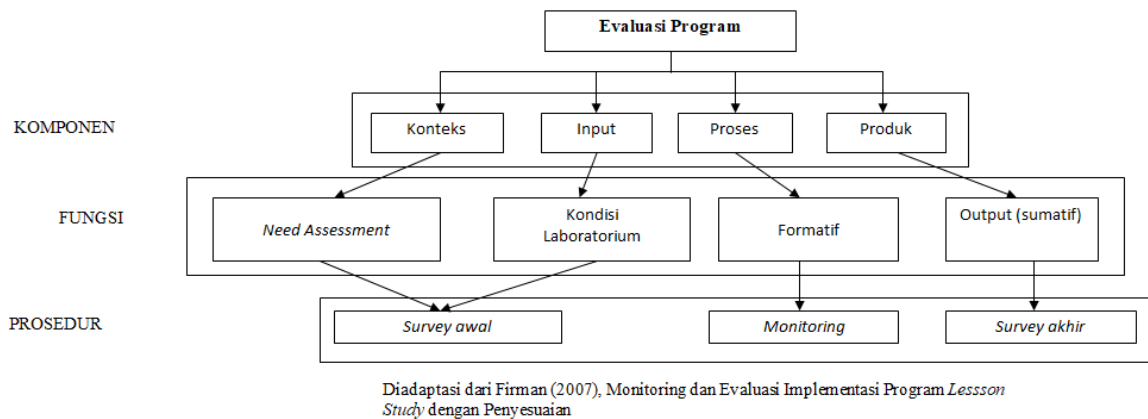 Evaluasi Program
KOMPONEN
Konteks
Input
Proses
Produk
FUNGSI
Need Assessment
Kondisi
Laboratorium
Formatif
Output (sumatif)
PROSEDUR
Survey awal
Monitoring
Survey akhir
Diadaptasi dari Firman (2007), Monitoring dan Evaluasi Implementasi Program Lessson
Study dengan Penyesuaian